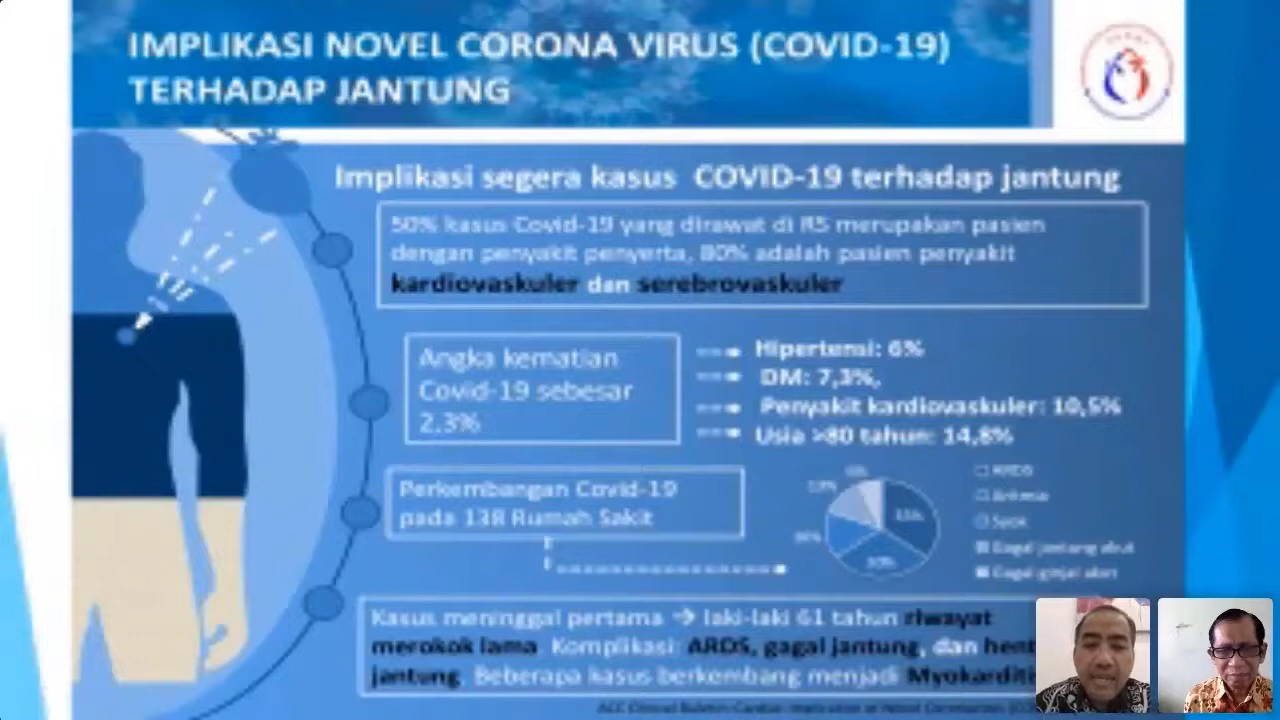 IMPLIKASI NOVEL CORONA VIRUS (COVID-19)
TERHADAP JANTUNG
Implikasi segera kasus COVID-19 terhadap jantung
50% kasus Covid-19 yang dirawat di RS merupakan pasien
dengan penyakit penyerta, 80% adalah pasien penyakit
kardiovaskuler dan serebrovaskuler
Angka kematian
Covid-19 sebesar
2,3%
Hipertensi: 6%
DM: 7,3%,
Penyakit kardiovaskuler: 10,5%
Usia >80 tahun: 14,8%
Perkembangan Covid-19
pada 138 Rumah Sakit
ARDS
Aritmia
Syok
Gagal jantung akut
Gagal ginjal akut
Kasus meninggal pertama → laki-laki 61 tahun riwayat
merokok lama Komplikasi: ARDS, gagal jantung, dan hent
jantung Beberapa kasus berkembang menjadi Myokarditis